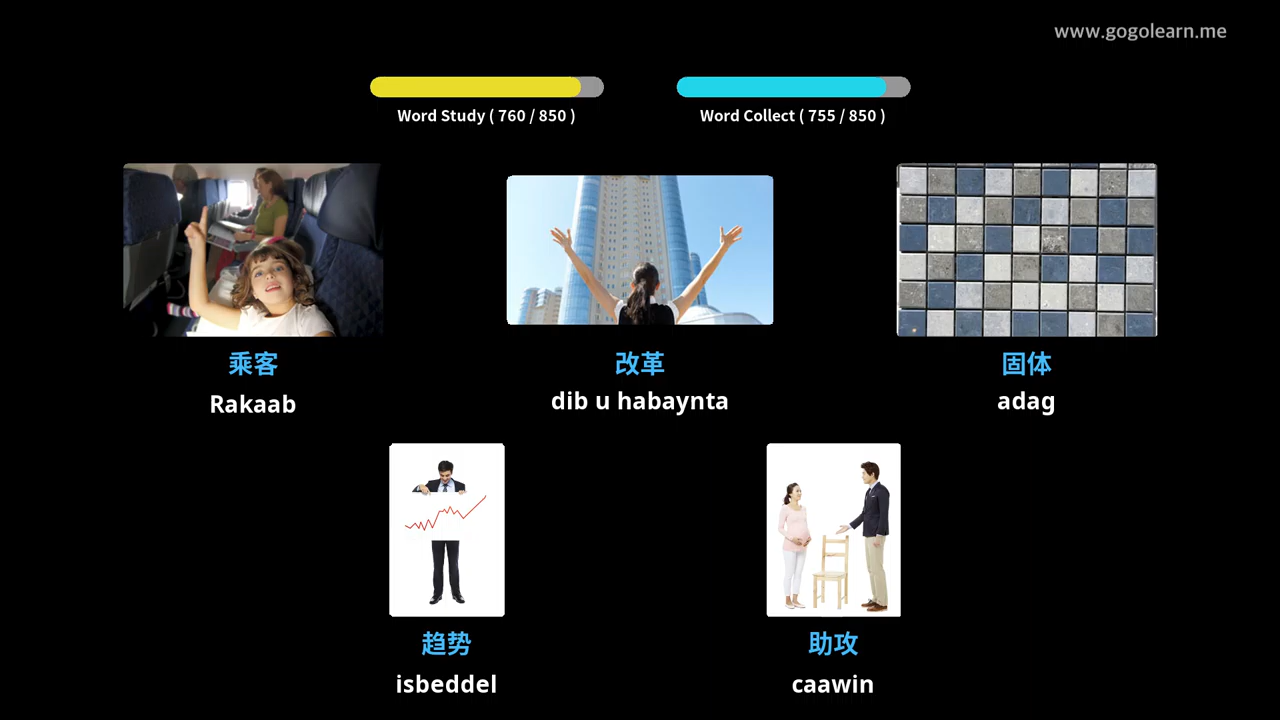 www.gogolearn.me
Word Study ( 760 / 850 )
Word Collect ( 755 / 850 )
乘客
Rakaab
改革
dib u habaynta
固体
adag
趋势
isbeddel
助攻
caawin